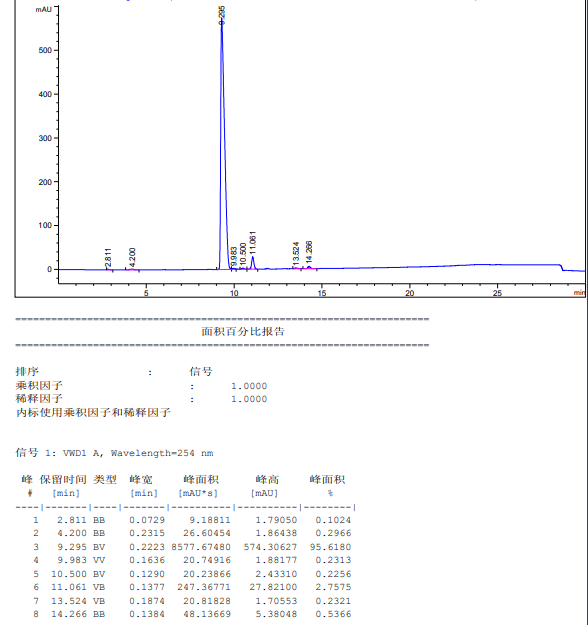 mAU
9.295
500
400
300
200
100
0
2.811
4.200
9.983
10.500
11.061
13.524
14.266
5
10
15
20
25
min
面积百分比报告
排序 : 信号
乘积因子 : 1.0000
稀释因子 : 1.0000
内标使用乘积因子和稀释因子
信号 1: VWD1 A, Wavelength=254 nm
峰 保留时间 类型 峰宽 峰面积 峰高 峰面积
# [min] [min] [mAU*s] [mAU] %
1 2.811 BB 0.0729 9.18811 1.79050 0.1024
2 4.200 BB 0.2315 26.60454 1.86438 0.2966
3 9.295 BV 0.2223 8577.67480 574.30627 95.6180
4 9.983 VV 0.1636 20.74916 1.88177 0.2313
5 10.500 BV 0.1290 20.23866 2.43310 0.2256
6 11.061 VB 0.1377 247.36771 27.82100 2.7575
7 13.524 VB 0.1874 20.81828 1.70553 0.2321
8 14.266 BB 0.1384 48.13669 5.38048 0.5366